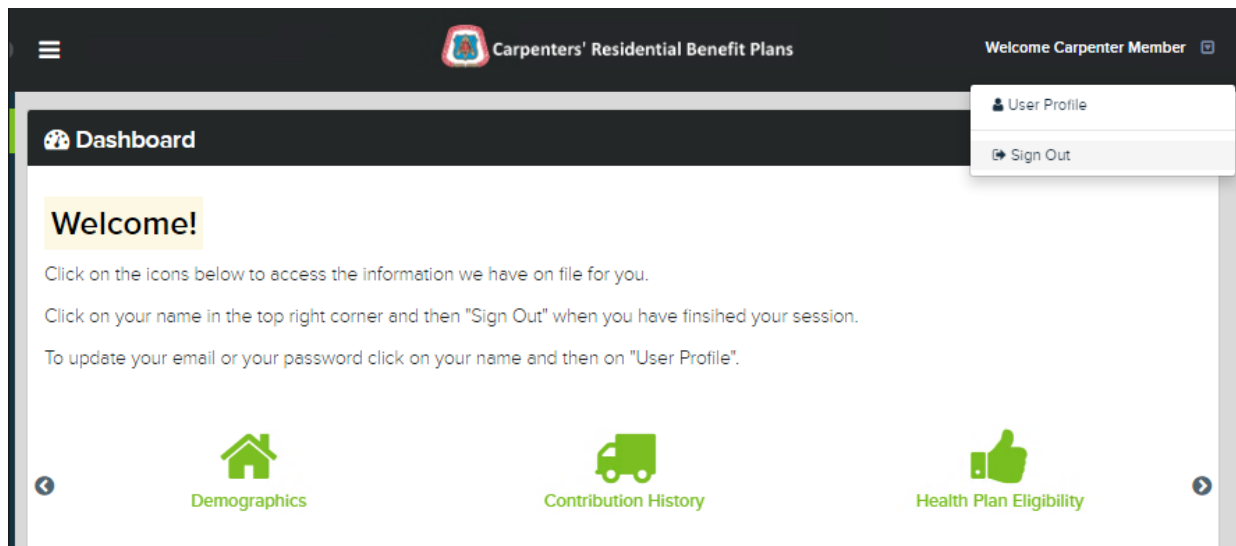 Carpenters' Residential Benefit Plans
Welcome Carpenter Member
User Profile
Sign Out
Dashboard
Welcome!
Click on the icons below to access the information we have on file for you.
Click on your name in the top right corner and then "Sign Out" when you have finsihed your session.
To update your email or your password click on your name and then on "User Profile".
Demographics
Contribution History
Health Plan Eligibility